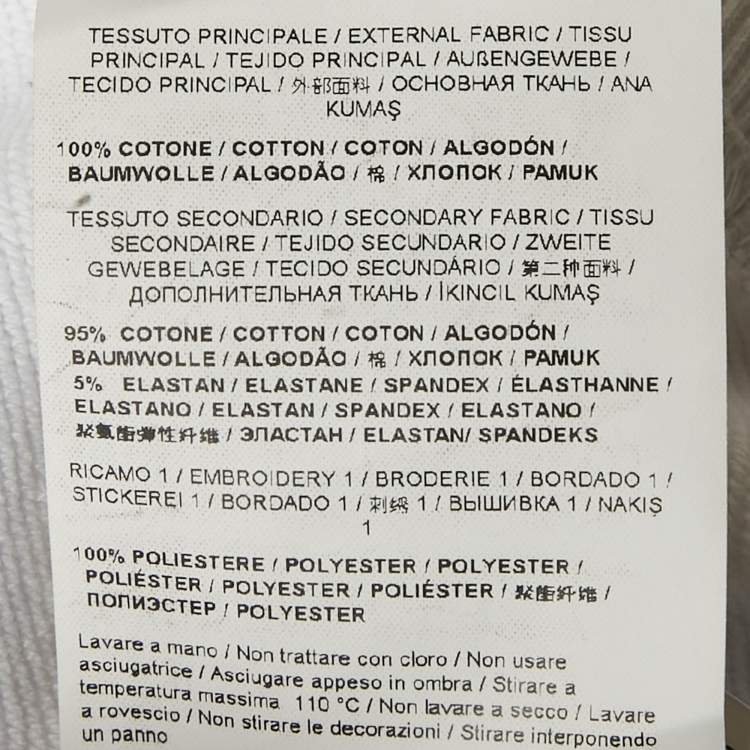 TESSUTO PRINCIPALE / EXTERNAL FABRIC / TISSU
PRINCIPAL / TEJIDO PRINCIPAL / AUßENGEWEBE /
TECIDO PRINCIPAL / 外部面料 / ОСНОВНАЯ ТКАНЬ / ANA
KUMAŞ
100% COTONE / COTTON / COTON / ALGODÓN /
BAUMWOLLE / ALGODÃO / 棉 / ХЛОПОК / PAMUK
TESSUTO SECONDARIO / SECONDARY FABRIC / TISSU
SECONDAIRE / TEJIDO SECUNDARIO / ZWEITE
GEWEBELAGE / TECIDO SECUNDÁRIO / 第二种面料 /
ДОПОЛНИТЕЛЬНАЯ ТКАНЬ / İKINCIL KUMAŞ
95% COTONE / COTTON / COTON / ALGODÓN /
BAUMWOLLE / ALGODÃO / 棉 / ХЛОПОК / PAMUK
5% ELASTAN / ELASTANE / SPANDEX / ÉLASTHANNE /
ELASTANO / ELASTAN / SPANDEX / ELASTANO /
聚氨酯弹性纤维 / ЭЛАСТАН / ELASTAN/ SPANDEKS
RICAMO 1 / EMBROIDERY 1 / BRODERIE 1 / BORDADO 1 /
STICKEREI 1 / BORDADO 1 / 刺绣 1 / ВЫШИВКА 1 / NAKIŞ
1
100% POLIESTERE / POLYESTER / POLYESTER /
POLIÉSTER / POLYESTER / POLIÉSTER / 聚酯纤维 /
ПОПИЭСТЕР / POLYESTER
Lavare a mano / Non trattare con cloro / Non usare
asciugatrice / Asciugare appeso in ombra / Stirare a
temperatura massima 110 °C / Non lavare a secco / Lavare
a rovescio / Non stirare le decorazioni / Stirare interponendo
un panno